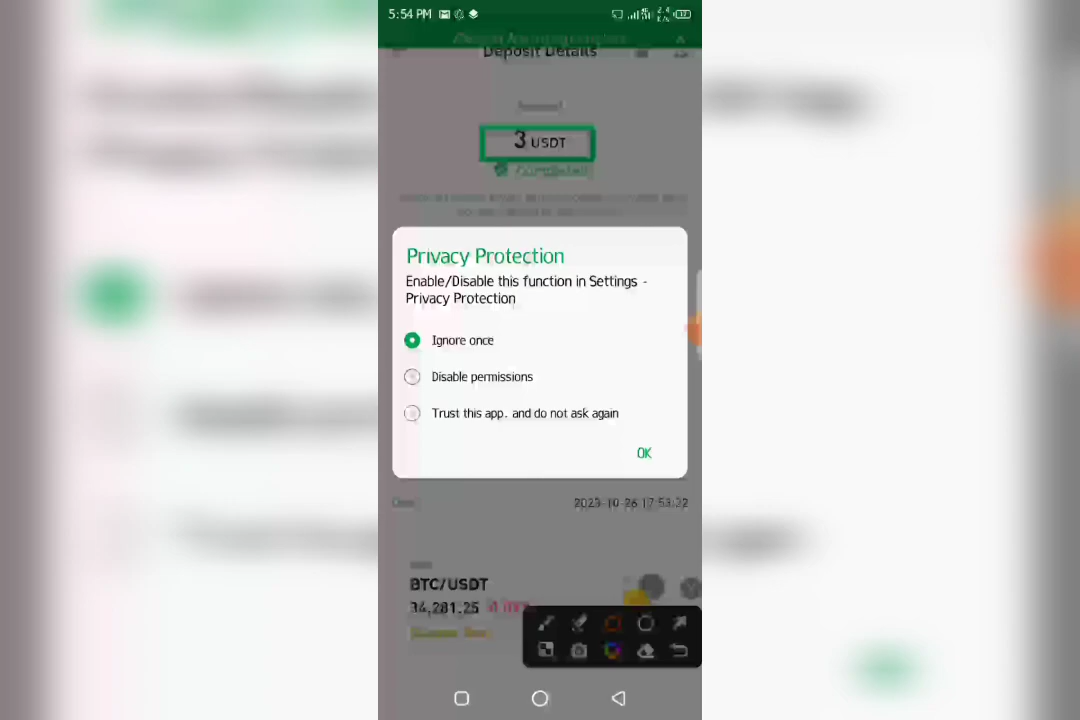 5:54 PM
Deposit Details
3 USDT
Completed
Privacy Protection
Enable/Disable this function in Settings -
Privacy Protection
Ignore once
Disable permissions
Trust this app. and do not ask again
OK
2023-10-26 17:53:22
BTC/USDT
34,281.25